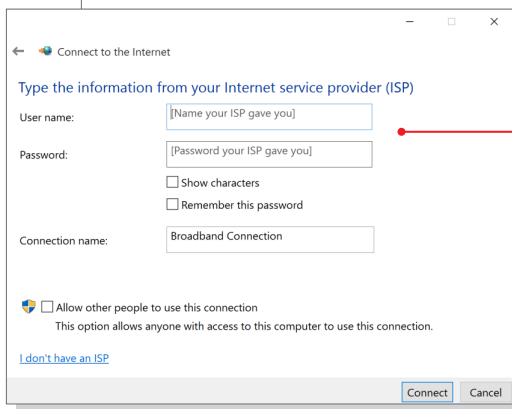 Connect to the Internet
Type the information from your Internet service provider (ISP)
User name:
[Name your ISP gave you]
Password:
[Password your ISP gave you]
Show characters
Remember this password
Connection name:
Broadband Connection
Allow other people to use this connection
This option allows anyone with access to this computer to use this connection.
I don't have an ISP
Connect
Cancel